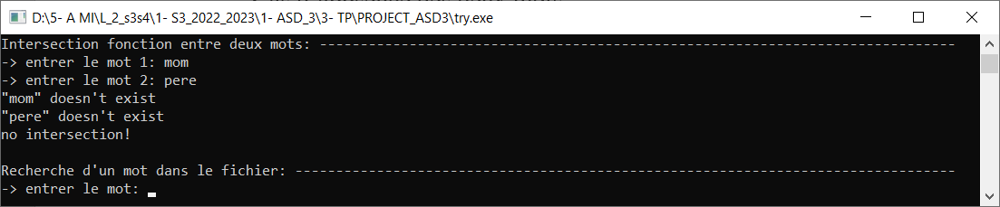 D:\5- A MI\L_2_s3s4\1- S3_2022_2023\1- ASD_3\3- TP\PROJECT_ASD3\try.exe
Intersection fonction entre deux mots: ------------------------------------------------------------------------------
-> entrer le mot 1: mom
-> entrer le mot 2: pere
"mom" doesn't exist
"pere" doesn't exist
no intersection!
Recherche d'un mot dans le fichier: ---------------------------------------------------------------------------------
-> entrer le mot: